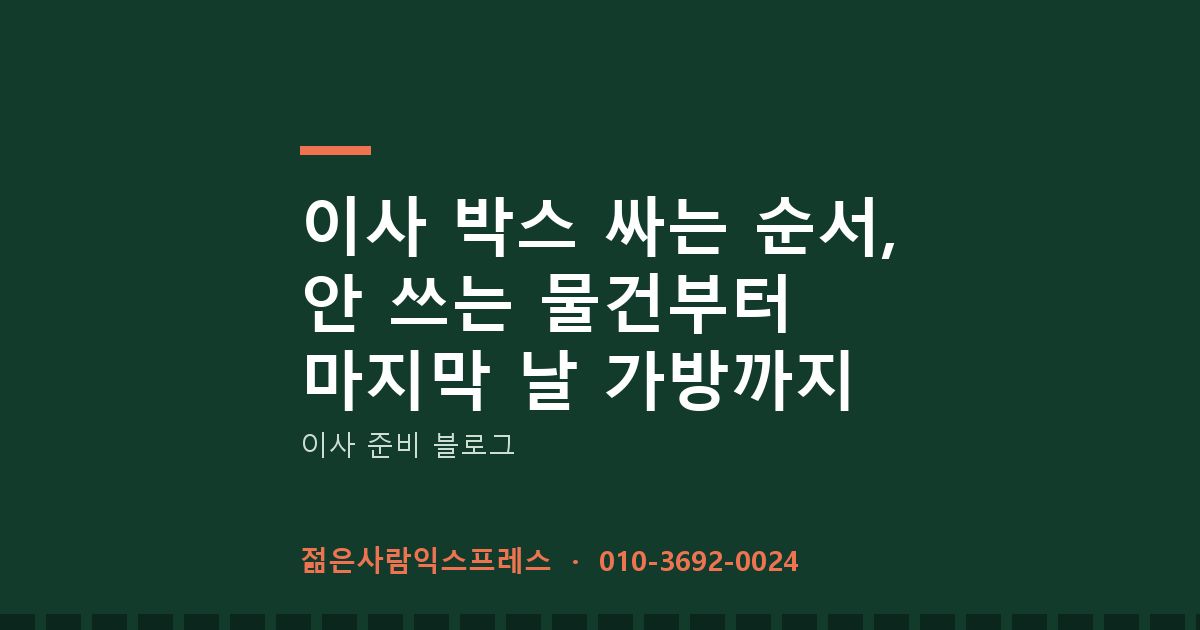 이사 박스 싸는 순서,
안 쓰는 물건부터
마지막 날 가방까지
이사 준비 블로그
젊은사람익스프레스 · 010-3692-0024